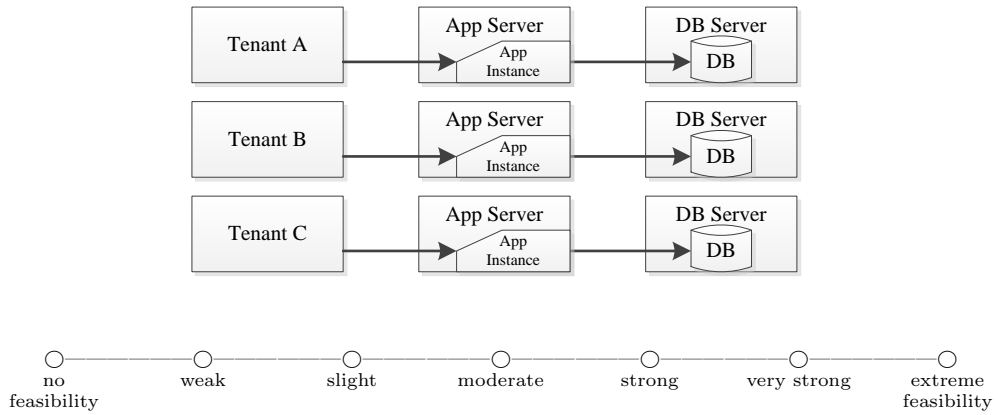 Tenant A
App Server
App
Instance
DB Server
DB
Tenant B
App Server
App
Instance
DB Server
DB
Tenant C
App Server
App
Instance
DB Server
DB
no
feasibility
weak
slight
moderate
strong
very strong
extreme
feasibility